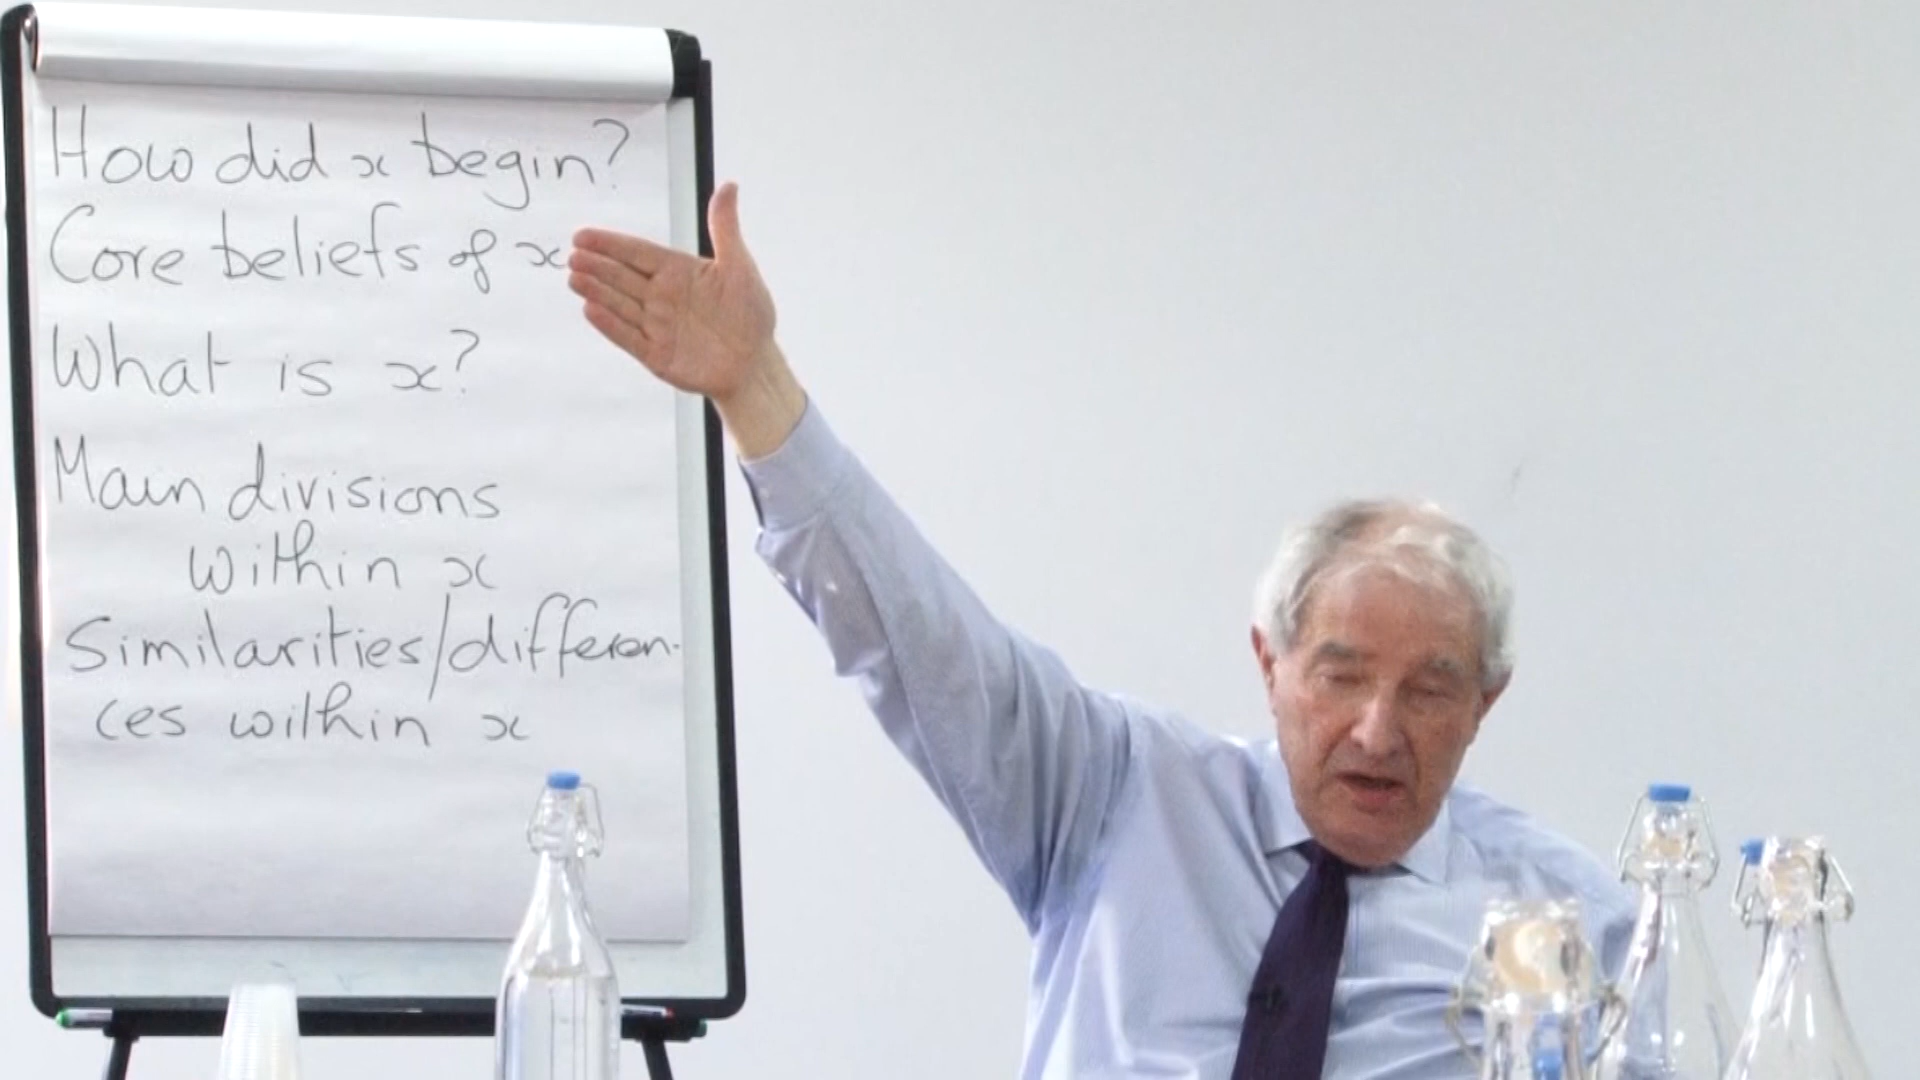 How did x begin?
Core beliefs of x
What is x?
Main divisions
within x
Similarities/differen-
ces within x